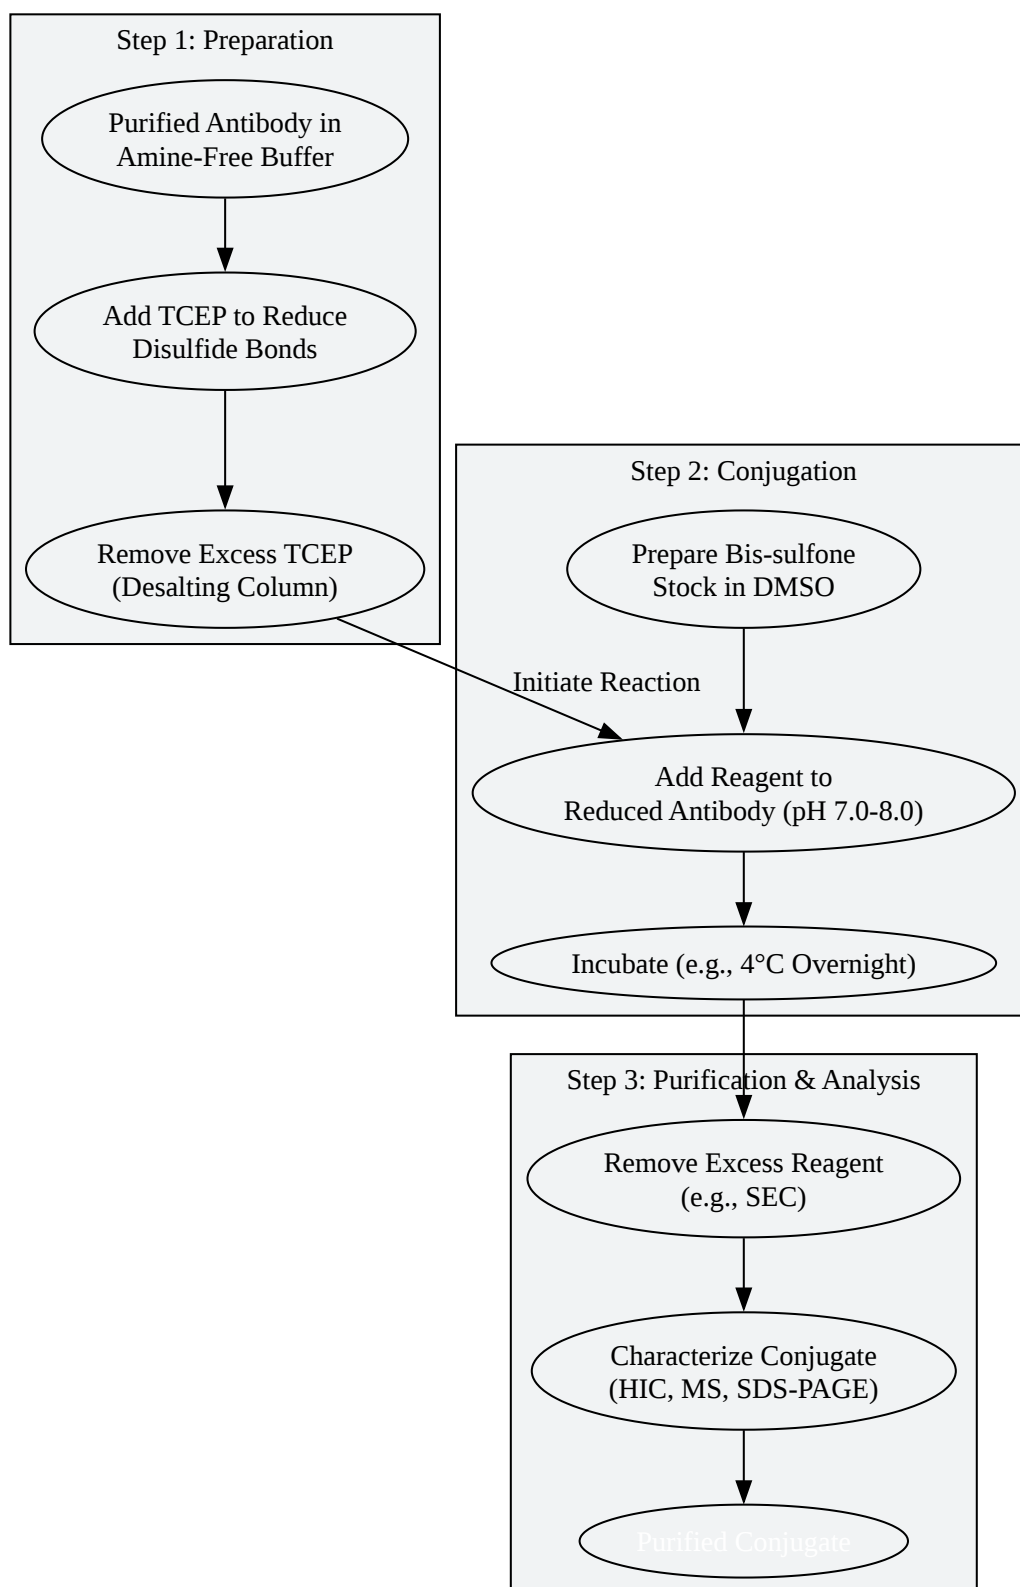 Step 1: Preparation
Purified Antibody in
Amine-Free Buffer
Add TCEP to Reduce
Disulfide Bonds
Remove Excess TCEP
(Desalting Column)
Step 2: Conjugation
Prepare Bis-sulfone
Stock in DMSO
Initiate Reaction
Add Reagent to
Reduced Antibody (pH 7.0-8.0)
Incubate (e.g., 4°C Overnight)
Step 3: Purification & Analysis
Remove Excess Reagent
(e.g., SEC)
Characterize Conjugate
(HIC, MS, SDS-PAGE)
Purified Conjugate